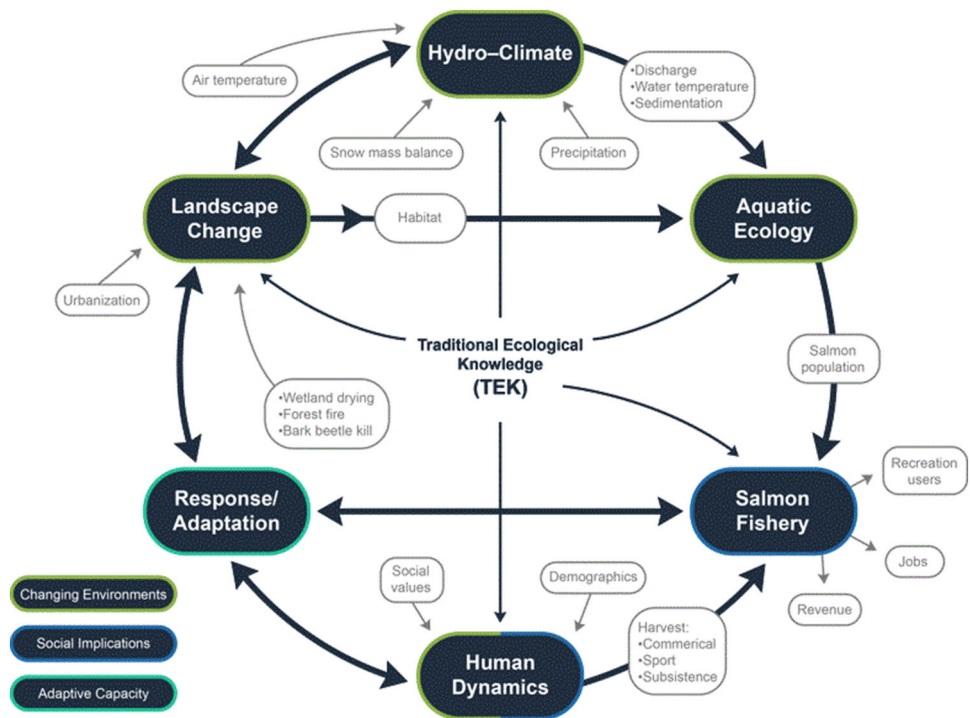 Hydro–Climate
Air temperature
•Discharge
•Water temperature
•Sedimentation
Snow mass balance
Precipitation
Landscape
Change
Habitat
Aquatic
Ecology
Urbanization
Traditional Ecological
Knowledge
(TEK)
Salmon
population
•Wetland drying
•Forest fire
•Bark beetle kill
Response/
Adaptation
Salmon
Fishery
Recreation
users
Jobs
Revenue
Social
values
Demographics
Harvest:
•Commerical
•Sport
•Subsistence
Human
Dynamics
Changing Environments
Social Implications
Adaptive Capacity